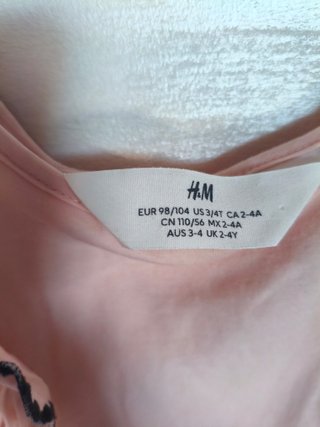 H&M
EUR 98/104 US 3/4T CA 2-4A
CN 110/56 MX 2-4A
AUS 3-4 UK 2-4Y